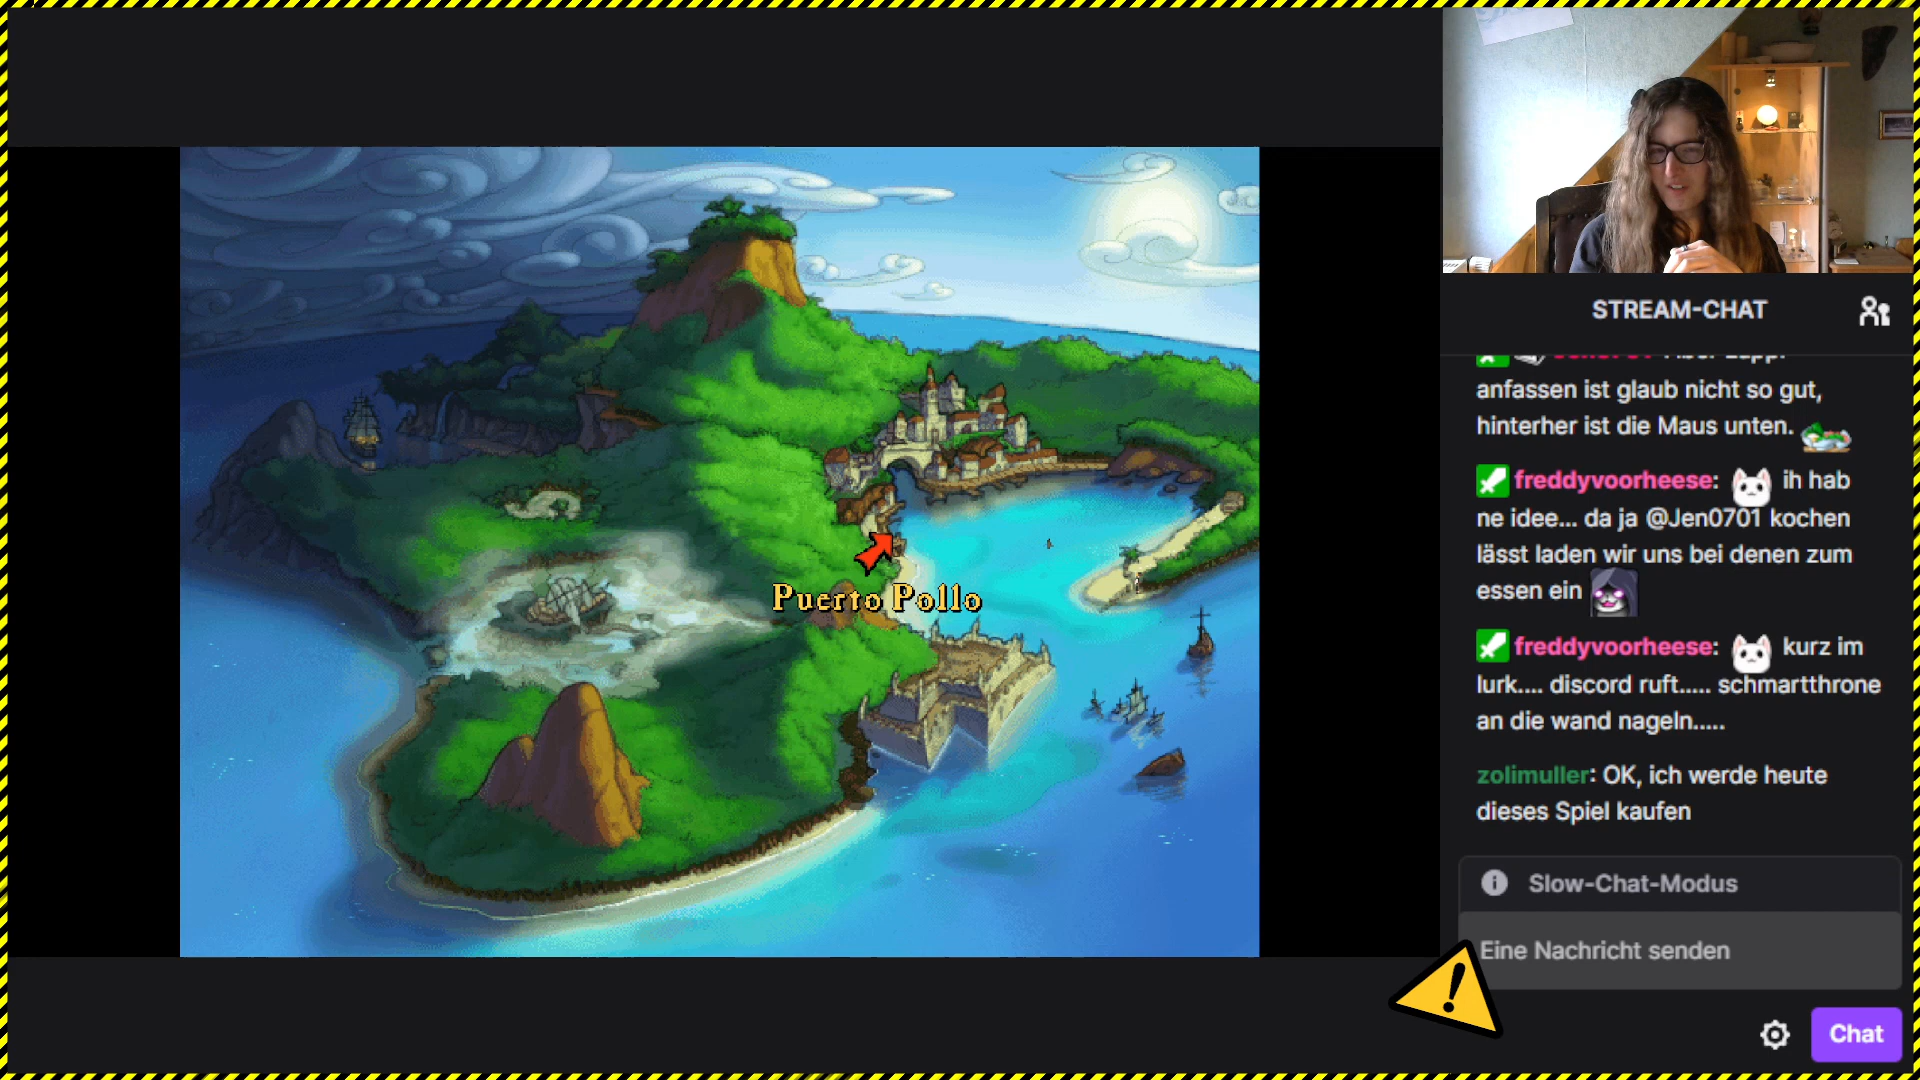 Puerto Pollo
STREAM-CHAT
anfassen ist glaub nicht so gut,
hinterher ist die Maus unten.
freddyvoorheese: ih hab
ne idee... da ja @Jen0701 kochen
lässt laden wir uns bei denen zum
essen ein
freddyvoorheese: kurz im
lurk.... discord ruft..... schmartthrone
an die wand nageln.....
zolimuller: OK, ich werde heute
dieses Spiel kaufen
Slow-Chat-Modus
Eine Nachricht senden
Chat